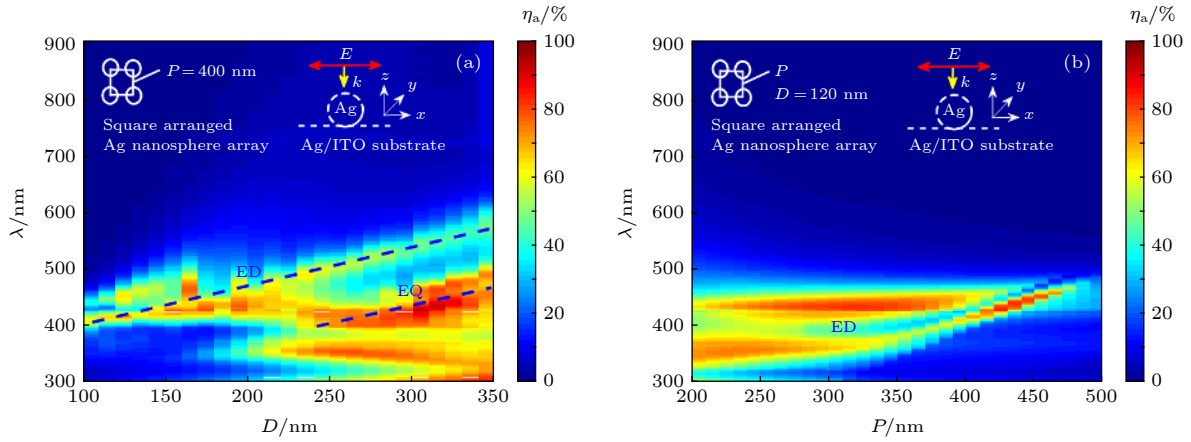 η_a/%
(a)
P=400 nm
E
k
Ag
z
y
x
Square arranged
Ag nanosphere array
Ag/ITO substrate
ED
EQ
900
800
700
600
500
400
300
λ/nm
100
150
200
250
300
350
D/nm
100
80
60
40
20
0
η_a/%
(b)
P
D=120 nm
E
k
Ag
z
y
x
Square arranged
Ag nanosphere array
Ag/ITO substrate
ED
900
800
700
600
500
400
300
λ/nm
200
250
300
350
400
450
500
P/nm
100
80
60
40
20
0